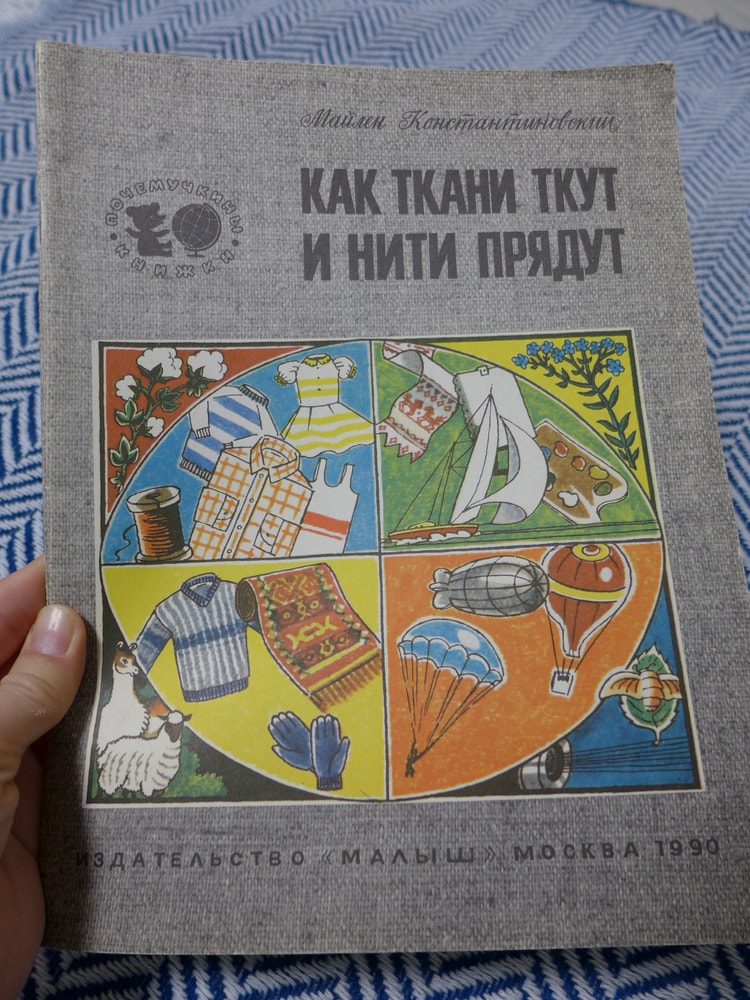 Майлен Константиновский
КАК ТКАНИ ТКУТ
И НИТИ ПРЯДУТ
ПОЧЕМУЧКИНЫ
КНИЖКИ
ИЗДАТЕЛЬСТВО «МАЛЫШ» МОСКВА 1990